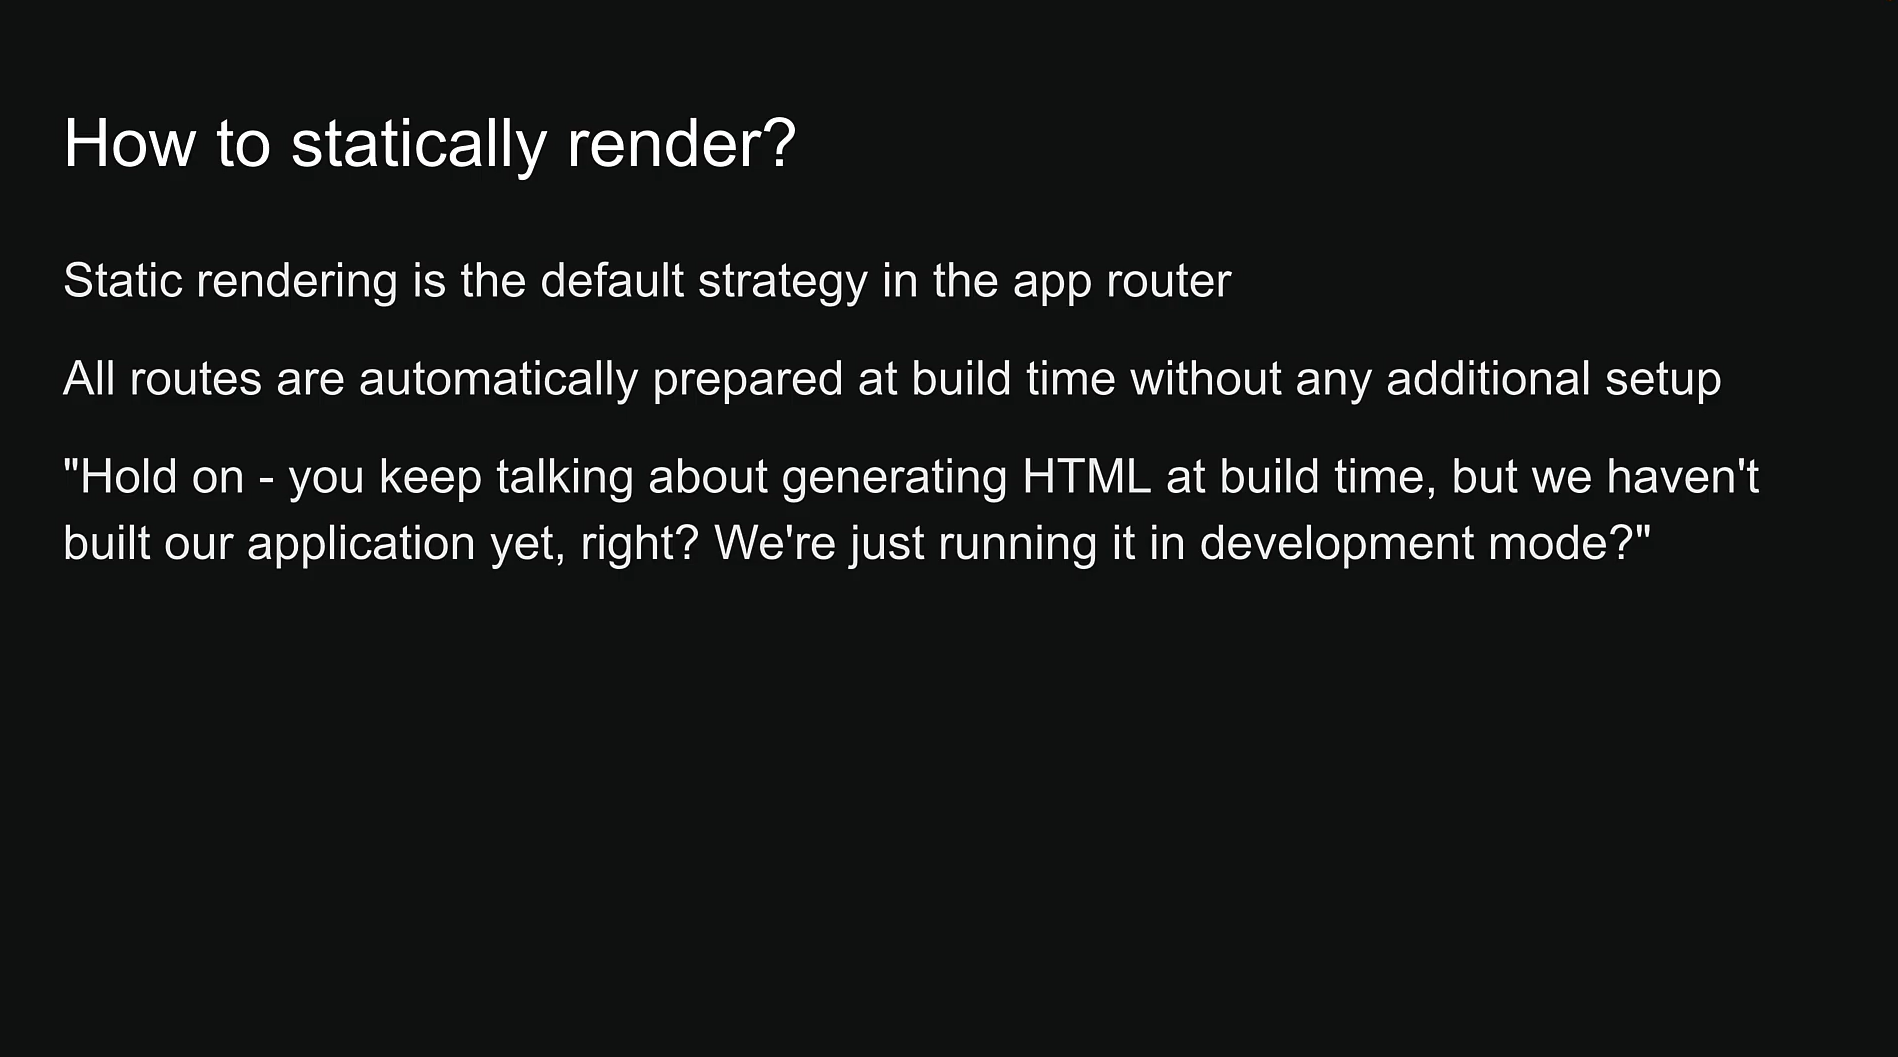 How to statically render?
Static rendering is the default strategy in the app router
All routes are automatically prepared at build time without any additional setup
"Hold on - you keep talking about generating HTML at build time, but we haven't
built our application yet, right? We're just running it in development mode?"